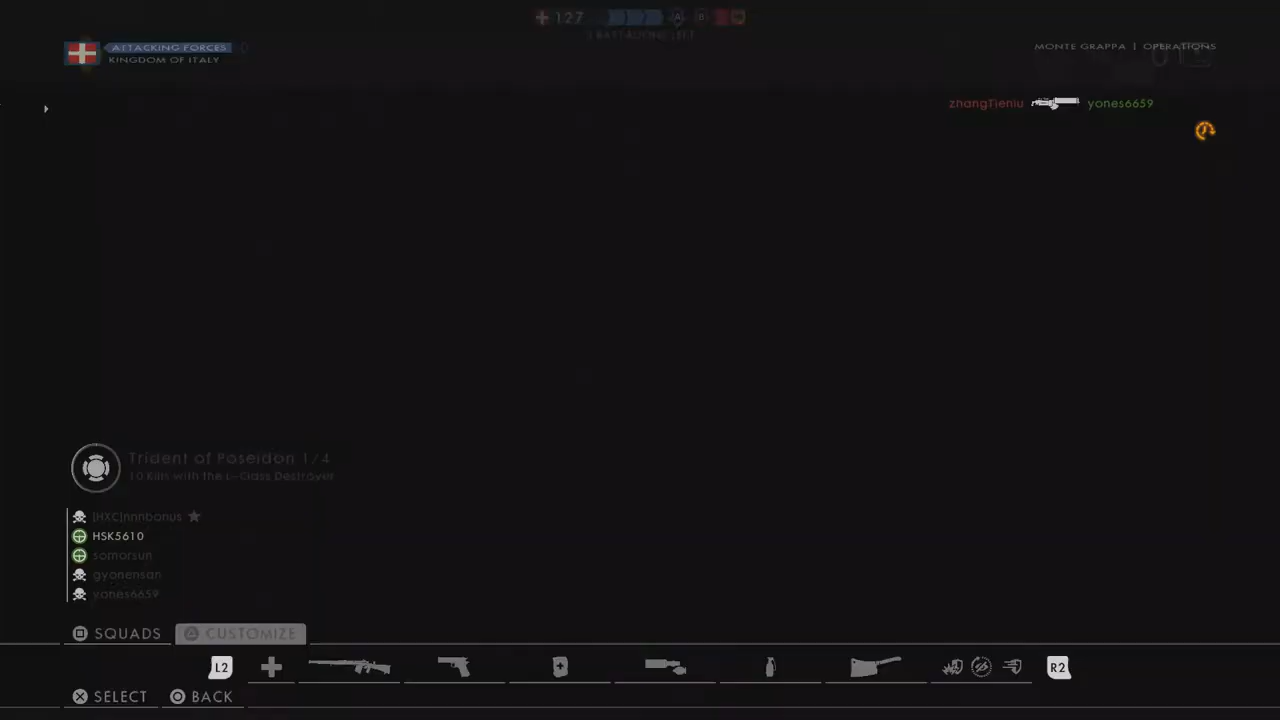 127
A
B
ATTACKING FORCES
KINGDOM OF ITALY
MONTE GRAPPA | OPERATIONS
zhangTieniu
yones6659
Trident of Poseidon 1/4
10 Kills with the L-Class Destroyer
[HXC]nnnbonus
HSK5610
somorsun
gyonensan
yones6659
SQUADS
CUSTOMIZE
L2
R2
SELECT
BACK